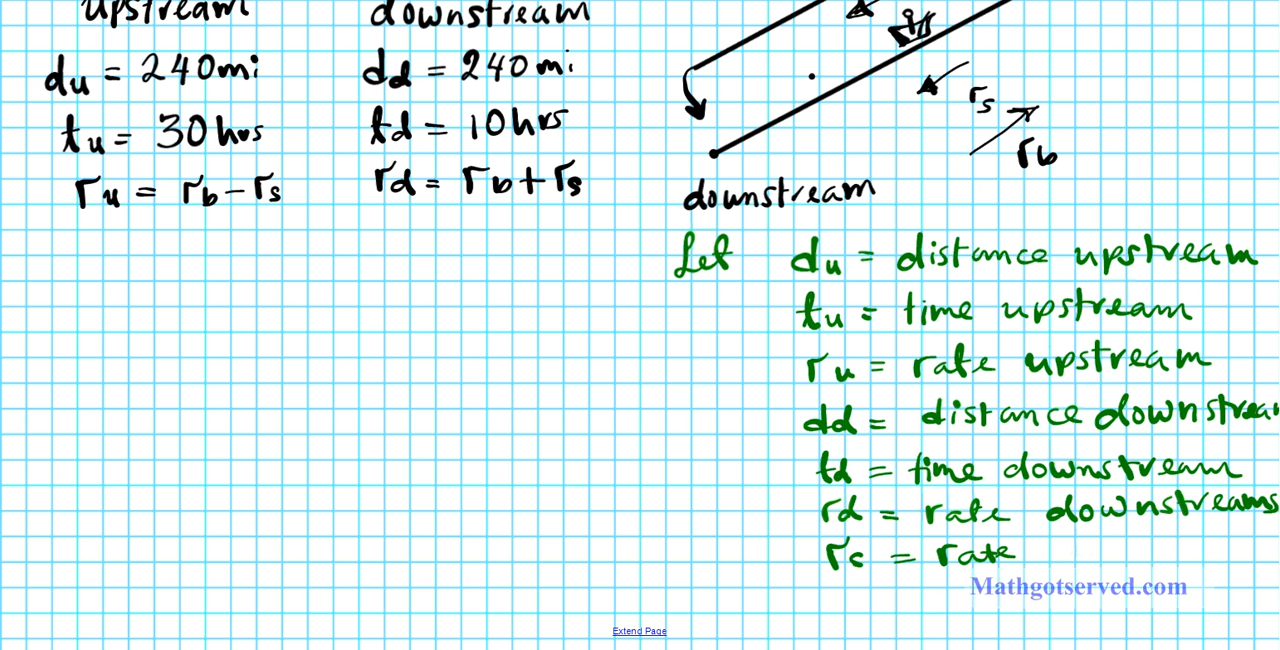 upstream
du = 240mi
tu = 30hrs
ru = rb - rs
downstream
dd = 240mi
td = 10hrs
rd = rb + rs
rs
rb
downstream
Let du = distance upstream
tu = time upstream
ru = rate upstream
dd = distance downstream
td = time downstream
rd = rate downstreams
rc = rate
Mathgotserved.com
Extend Page